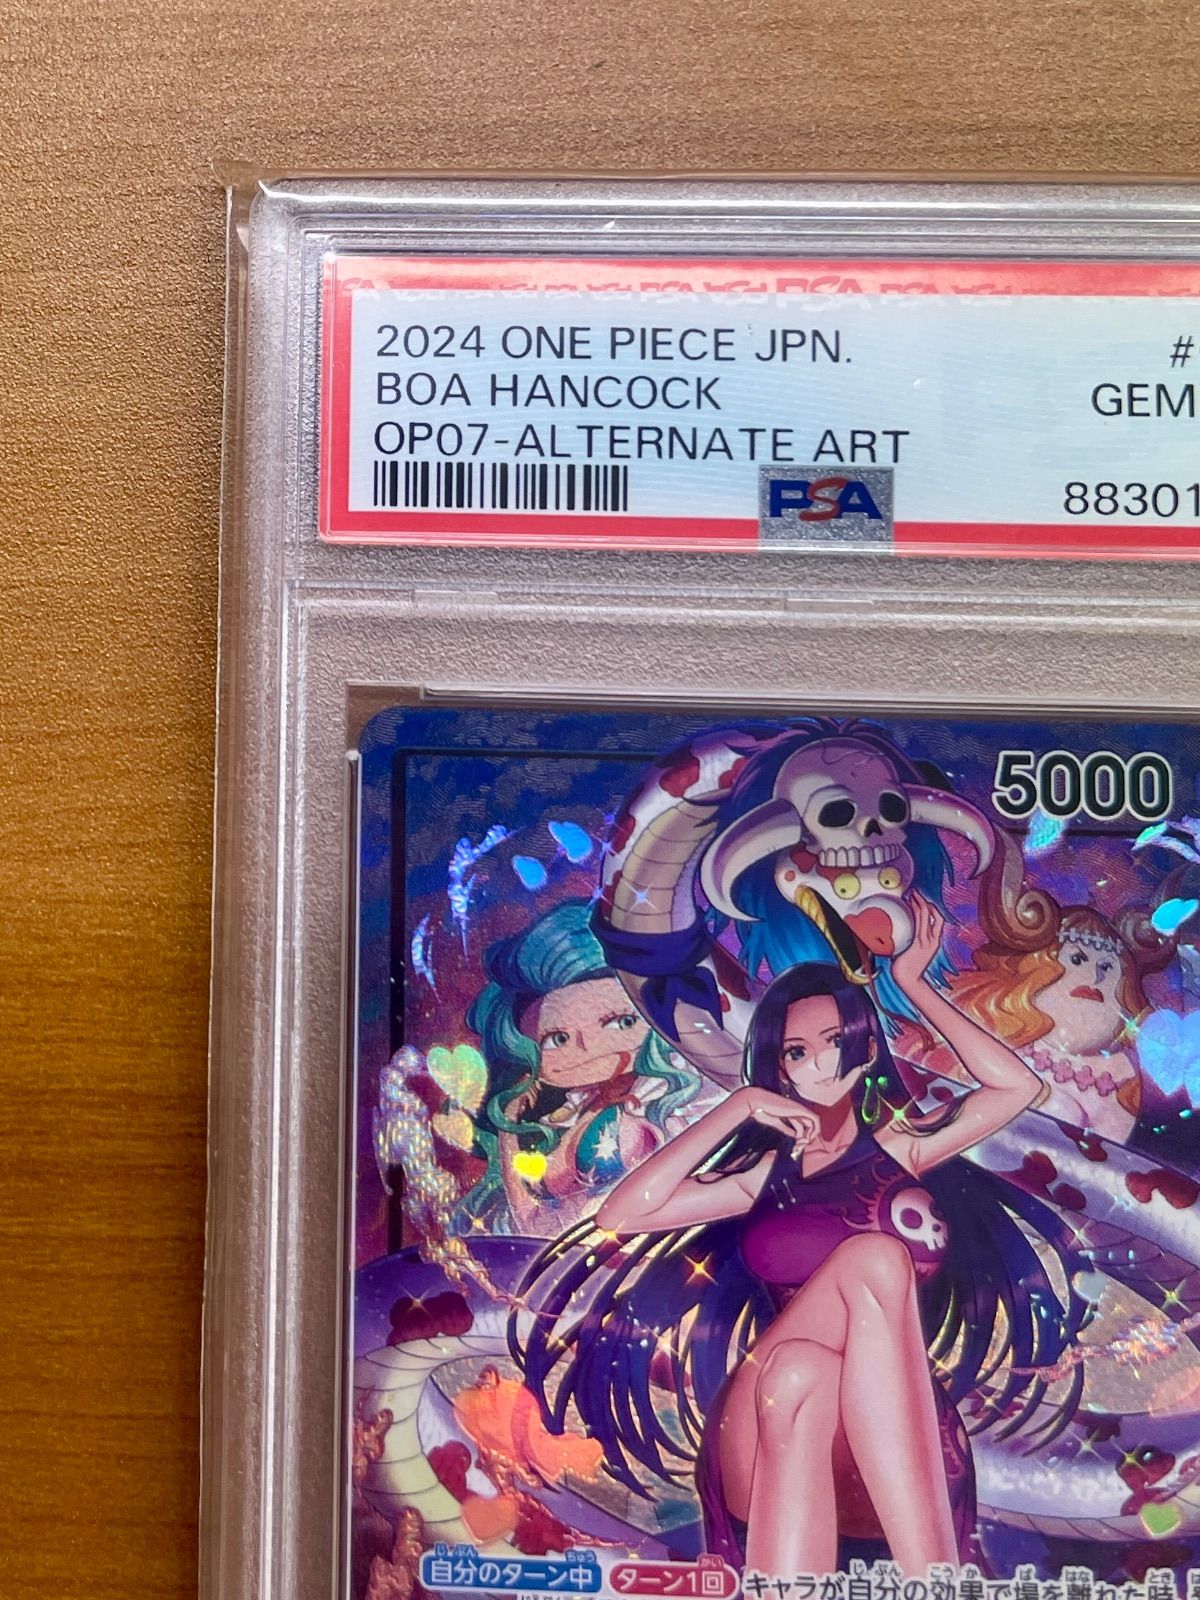 2024 ONE PIECE JPN.
#
BOA HANCOCK
GEM
OP07-ALTERNATE ART
PSA
88301
5000
自分のターン中 ターン1回 キャラが自分の効果で場を離れた時